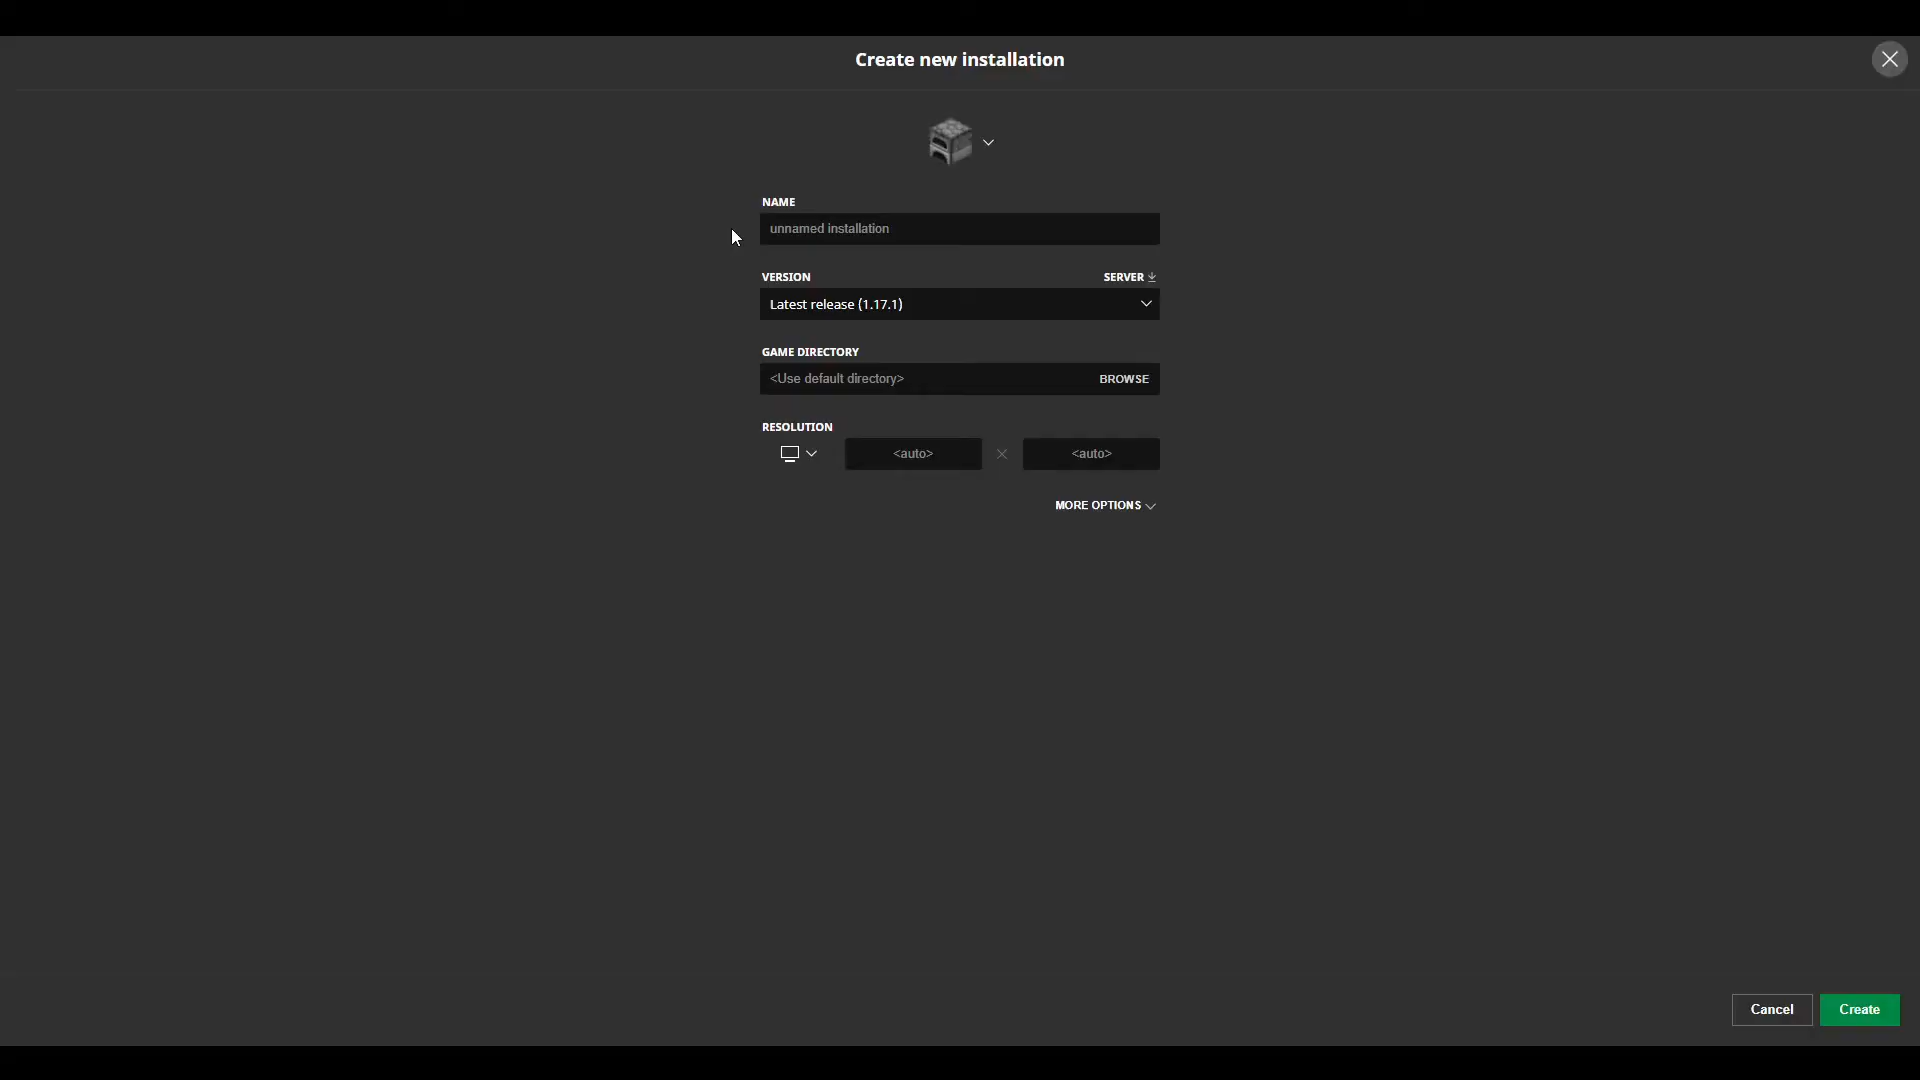 Create new installation
NAME
unnamed installation
VERSION
SERVER
Latest release (1.17.1)
GAME DIRECTORY
<Use default directory>
BROWSE
RESOLUTION
<auto>
<auto>
MORE OPTIONS
Cancel
Create